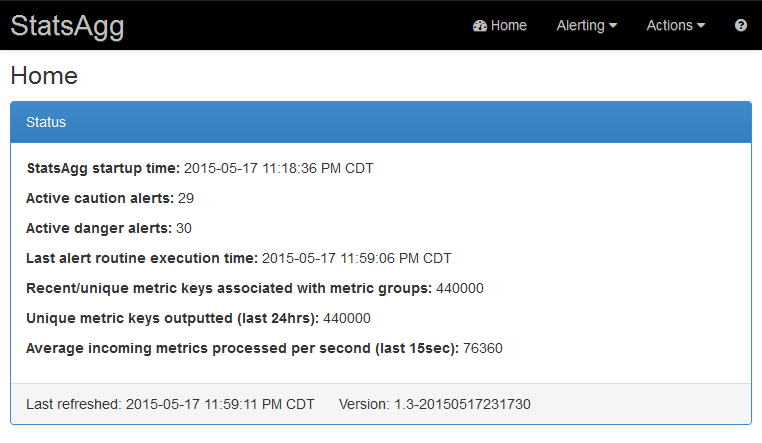 StatsAgg
Home Alerting Actions ?
Home
Status
StatsAgg startup time: 2015-05-17 11:18:36 PM CDT
Active caution alerts: 29
Active danger alerts: 30
Last alert routine execution time: 2015-05-17 11:59:06 PM CDT
Recent/unique metric keys associated with metric groups: 440000
Unique metric keys outputted (last 24hrs): 440000
Average incoming metrics processed per second (last 15sec): 76360
Last refreshed: 2015-05-17 11:59:11 PM CDT Version: 1.3-20150517231730